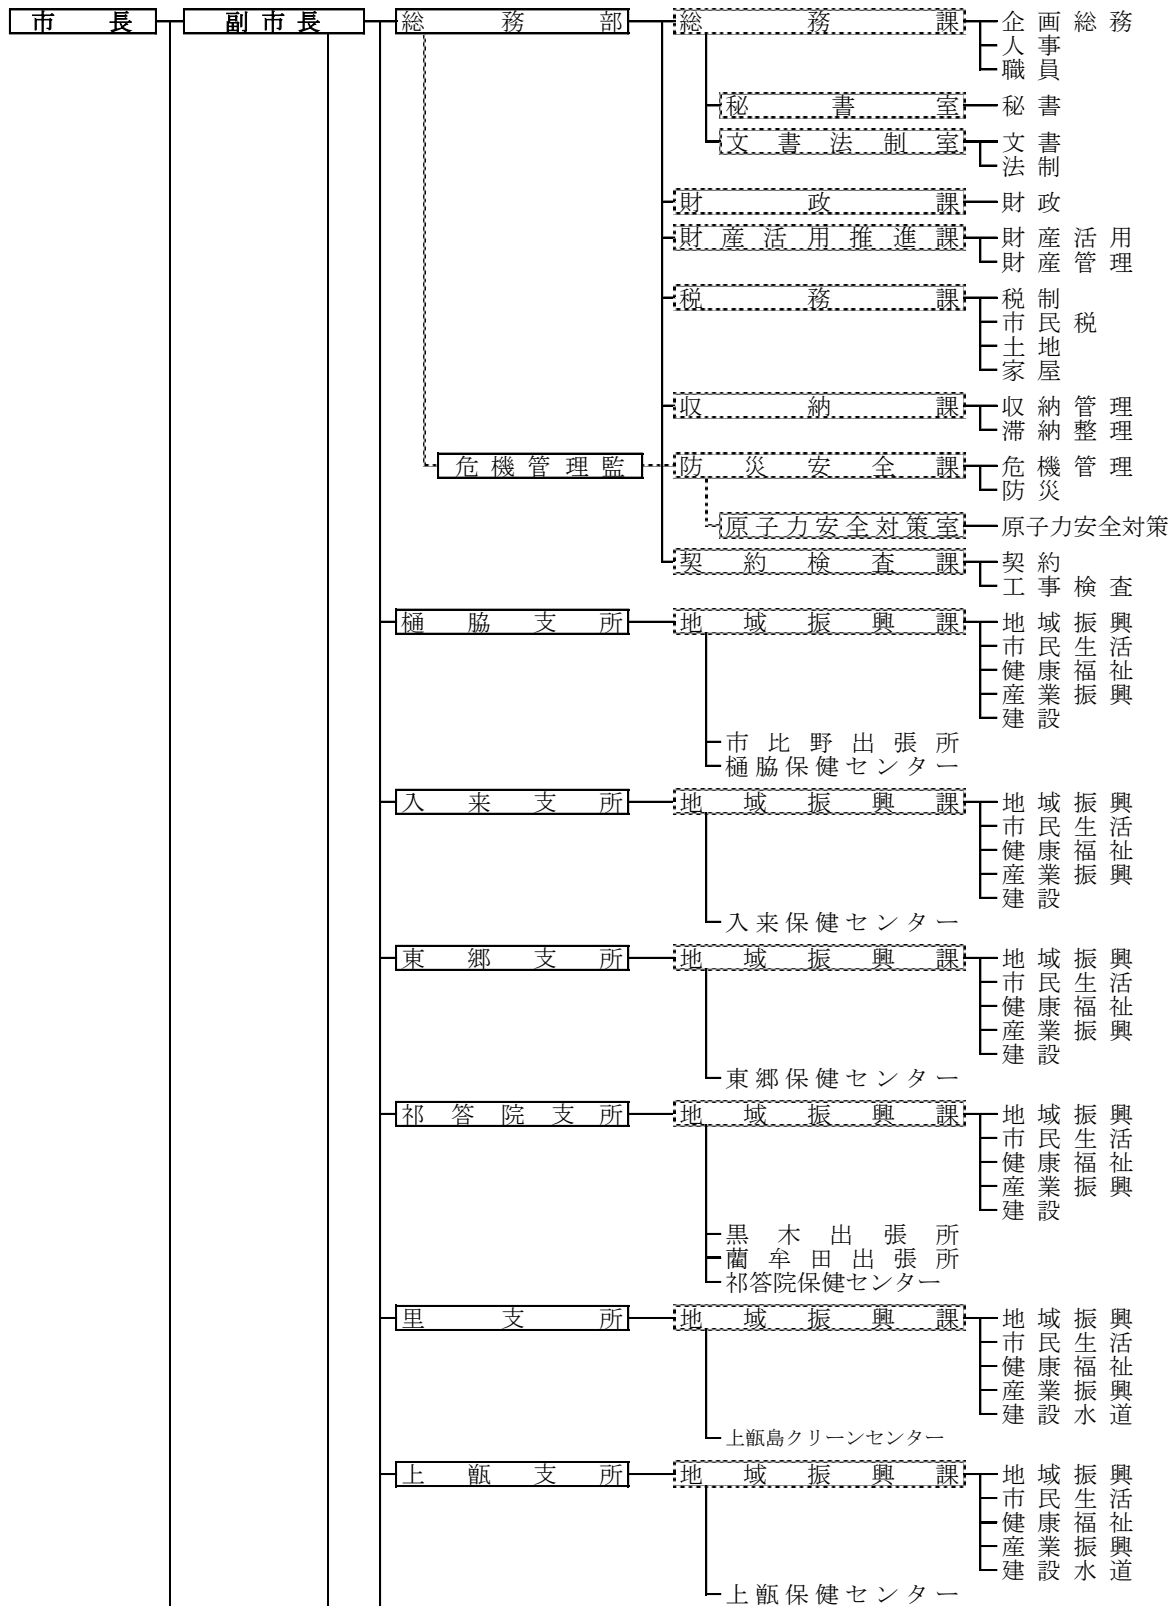 市長 副市長 総務部 総務課 企画総務
人事
職員
秘書室 秘書
文書法制室 文書
法制
財政課 財政
財産活用推進課 財産活用
財産管理
税務課 税制
市民税
土地
家屋
収納課 収納管理
滞納整理
危機管理監 防災安全課 危機管理
防災
原子力安全対策室 原子力安全対策
契約検査課 契約
工事検査
樋脇支所 地域振興課 地域振興
市民生活
健康福祉
産業振興
建設
市比野出張所
樋脇保健センター
入来支所 地域振興課 地域振興
市民生活
健康福祉
産業振興
建設
入来保健センター
東郷支所 地域振興課 地域振興
市民生活
健康福祉
産業振興
建設
東郷保健センター
祁答院支所 地域振興課 地域振興
市民生活
健康福祉
産業振興
建設
黒木出張所
藺牟田出張所
祁答院保健センター
里支所 地域振興課 地域振興
市民生活
健康福祉
産業振興
建設水道
上甑島クリーンセンター
上甑支所 地域振興課 地域振興
市民生活
健康福祉
産業振興
建設水道
上甑保健センター